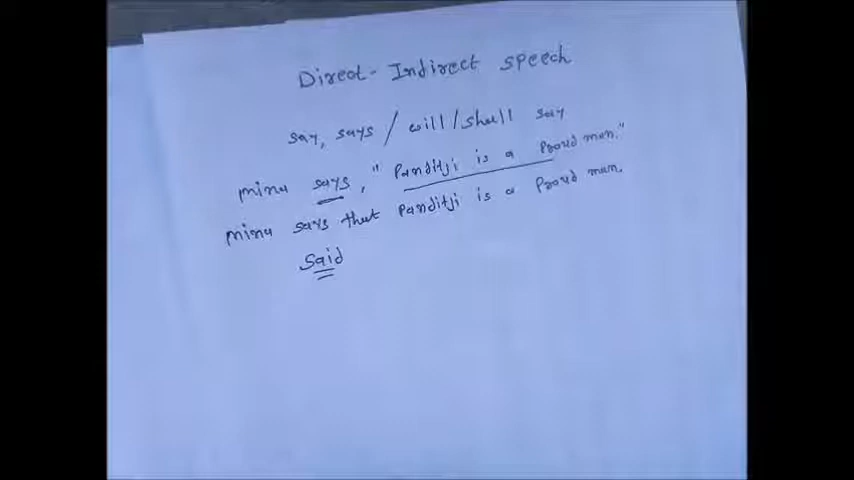 Direct - Indirect speech
say, says / will / shall say
minu says, "Panditji is a Proud man."
minu says that Panditji is a Proud man.
Said